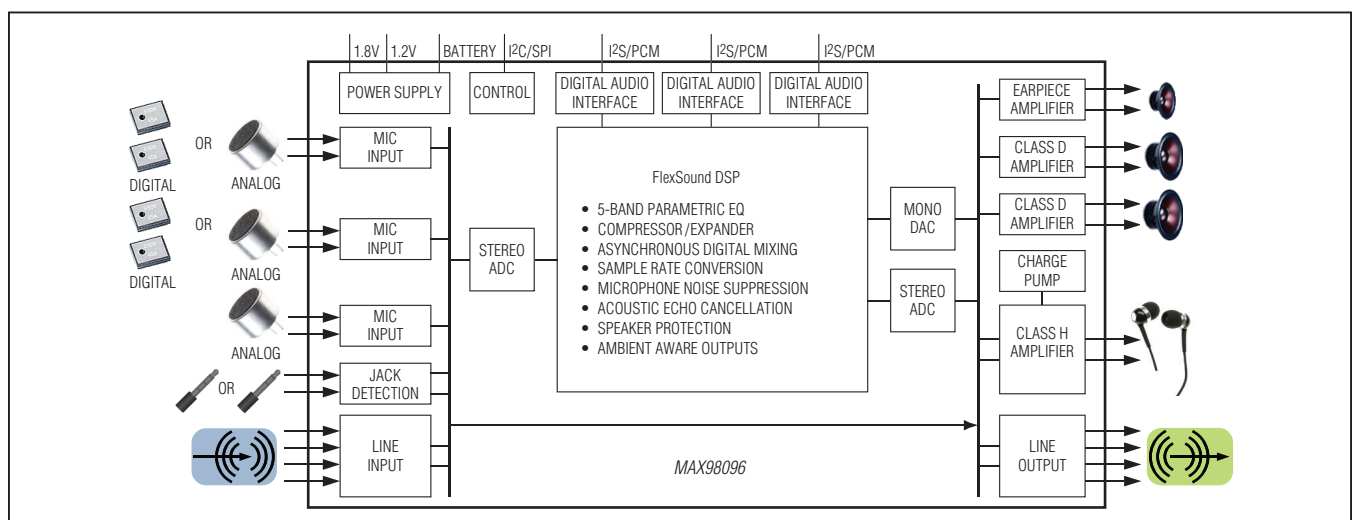 1.8V 1.2V BATTERY I2C/SPI I2S/PCM I2S/PCM I2S/PCM
POWER SUPPLY
CONTROL
DIGITAL AUDIO
INTERFACE
DIGITAL AUDIO
INTERFACE
DIGITAL AUDIO
INTERFACE
EARPIECE
AMPLIFIER
OR
DIGITAL
ANALOG
MIC
INPUT
CLASS D
AMPLIFIER
OR
DIGITAL
ANALOG
MIC
INPUT
STEREO
ADC
FlexSound DSP
• 5-BAND PARAMETRIC EQ
• COMPRESSOR/EXPANDER
• ASYNCHRONOUS DIGITAL MIXING
• SAMPLE RATE CONVERSION
• MICROPHONE NOISE SUPPRESSION
• ACOUSTIC ECHO CANCELLATION
• SPEAKER PROTECTION
• AMBIENT AWARE OUTPUTS
MONO
DAC
CLASS D
AMPLIFIER
STEREO
ADC
CHARGE
PUMP
ANALOG
MIC
INPUT
CLASS H
AMPLIFIER
OR
JACK
DETECTION
LINE
INPUT
MAX98096
LINE
OUTPUT